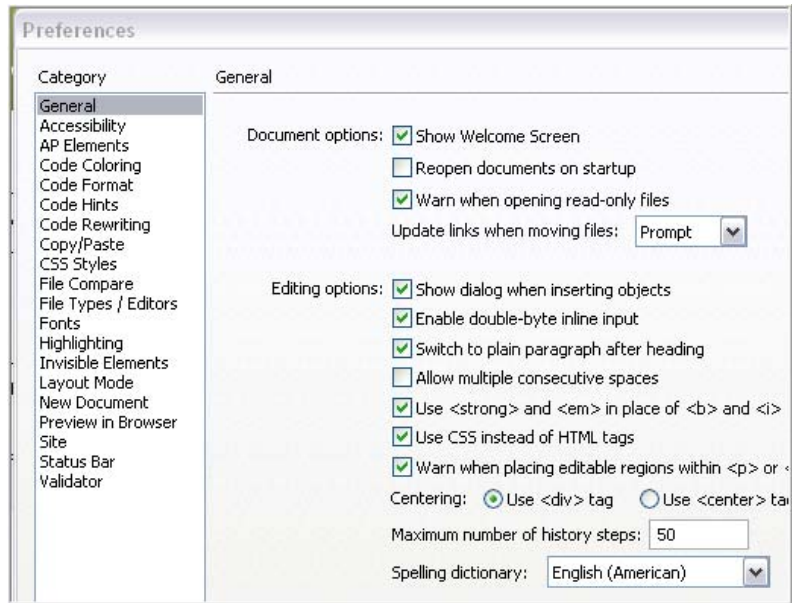 Preferences
Category
General
Accessibility
AP Elements
Code Coloring
Code Format
Code Hints
Code Rewriting
Copy/Paste
CSS Styles
File Compare
File Types / Editors
Fonts
Highlighting
Invisible Elements
Layout Mode
New Document
Preview in Browser
Site
Status Bar
Validator
General
Document options: Show Welcome Screen
Reopen documents on startup
Warn when opening read-only files
Update links when moving files: Prompt
Editing options: Show dialog when inserting objects
Enable double-byte inline input
Switch to plain paragraph after heading
Allow multiple consecutive spaces
Use <strong> and <em> in place of <b> and <i>
Use CSS instead of HTML tags
Warn when placing editable regions within <p> or <
Centering: Use <div> tag Use <center> ta
Maximum number of history steps: 50
Spelling dictionary: English (American)